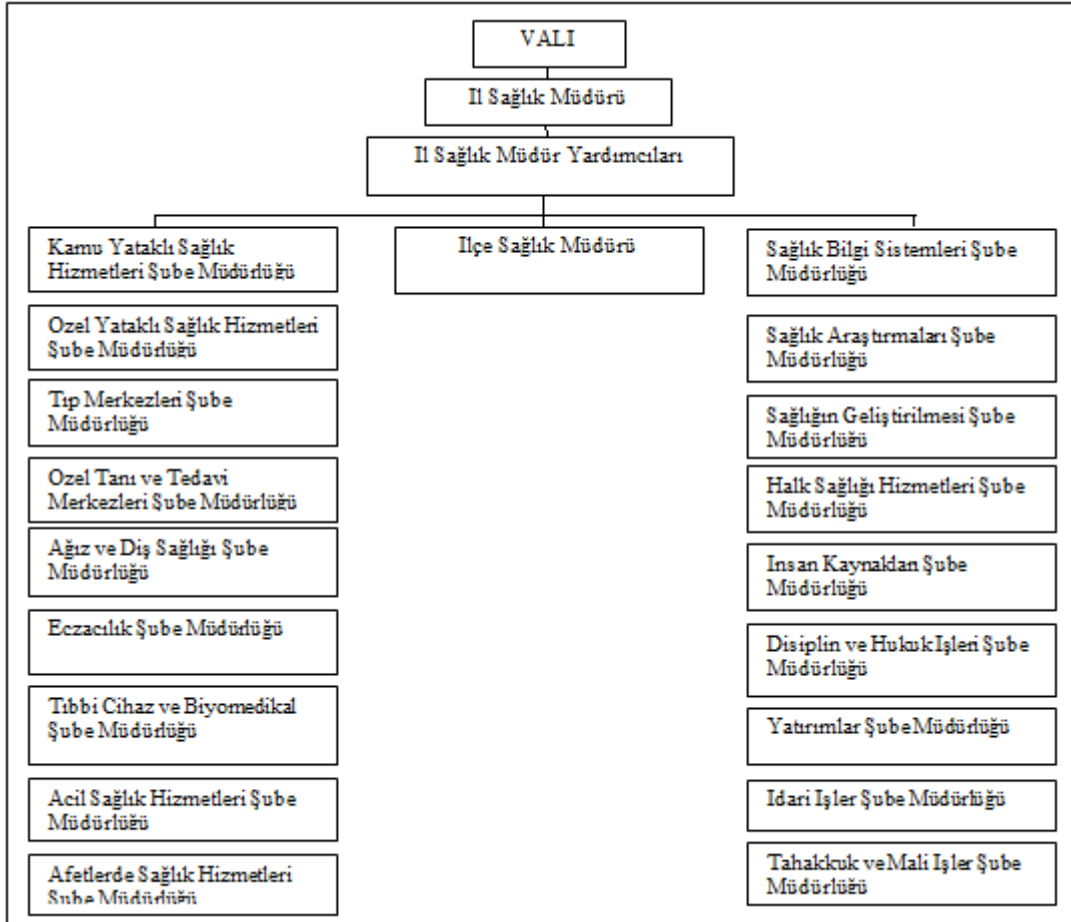 VALI
Il Sağlık Müdürü
Il Sağlık Müdür Yardımcıları
Kamu Yataklı Sağlık
Hizmetleri Şube Müdürlüğü
Ozel Yataklı Sağlık Hizmetleri
Şube Müdürlüğü
Tıp Merkezleri Şube
Müdürlüğü
Ozel Tanı ve Tedavi
Merkezleri Şube Müdürlüğü
Ağız ve Diş Sağlığı Şube
Müdürlüğü
Eczacılık Şube Müdürlüğü
Tıbbi Cihaz ve Biyomedikal
Şube Müdürlüğü
Acil Sağlık Hizmetleri Şube
Müdürlüğü
Afetlerde Sağlık Hizmetleri
Şube Müdürlüğü
Ilçe Sağlık Müdürü
Sağlık Bilgi Sistemleri Şube
Müdürlüğü
Sağlık Araştırmaları Şube
Müdürlüğü
Sağlığın Geliştirilmesi Şube
Müdürlüğü
Halk Sağlığı Hizmetleri Şube
Müdürlüğü
Insan Kaynakları Şube
Müdürlüğü
Disiplin ve Hukuk Işleri Şube
Müdürlüğü
Yatırımlar Şube Müdürlüğü
Idari Işler Şube Müdürlüğü
Tahakkuk ve Mali Işler Şube
Müdürlüğü